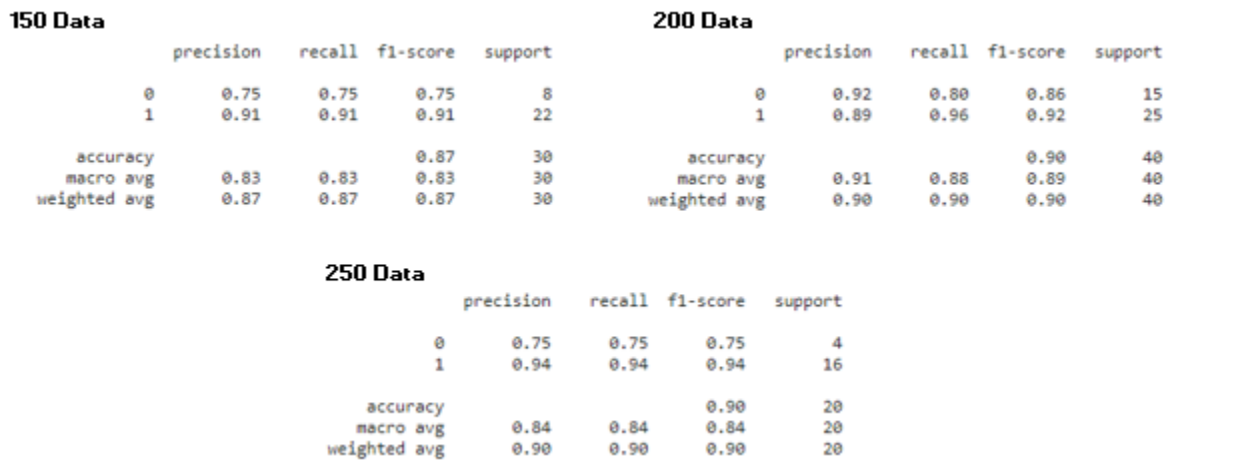 150 Data
precision recall f1-score support
0 0.75 0.75 0.75 8
1 0.91 0.91 0.91 22
accuracy 0.87 30
macro avg 0.83 0.83 0.83 30
weighted avg 0.87 0.87 0.87 30
200 Data
precision recall f1-score support
0 0.92 0.80 0.86 15
1 0.89 0.96 0.92 25
accuracy 0.90 40
macro avg 0.91 0.88 0.89 40
weighted avg 0.90 0.90 0.90 40
250 Data
precision recall f1-score support
0 0.75 0.75 0.75 4
1 0.94 0.94 0.94 16
accuracy 0.90 20
macro avg 0.84 0.84 0.84 20
weighted avg 0.90 0.90 0.90 20